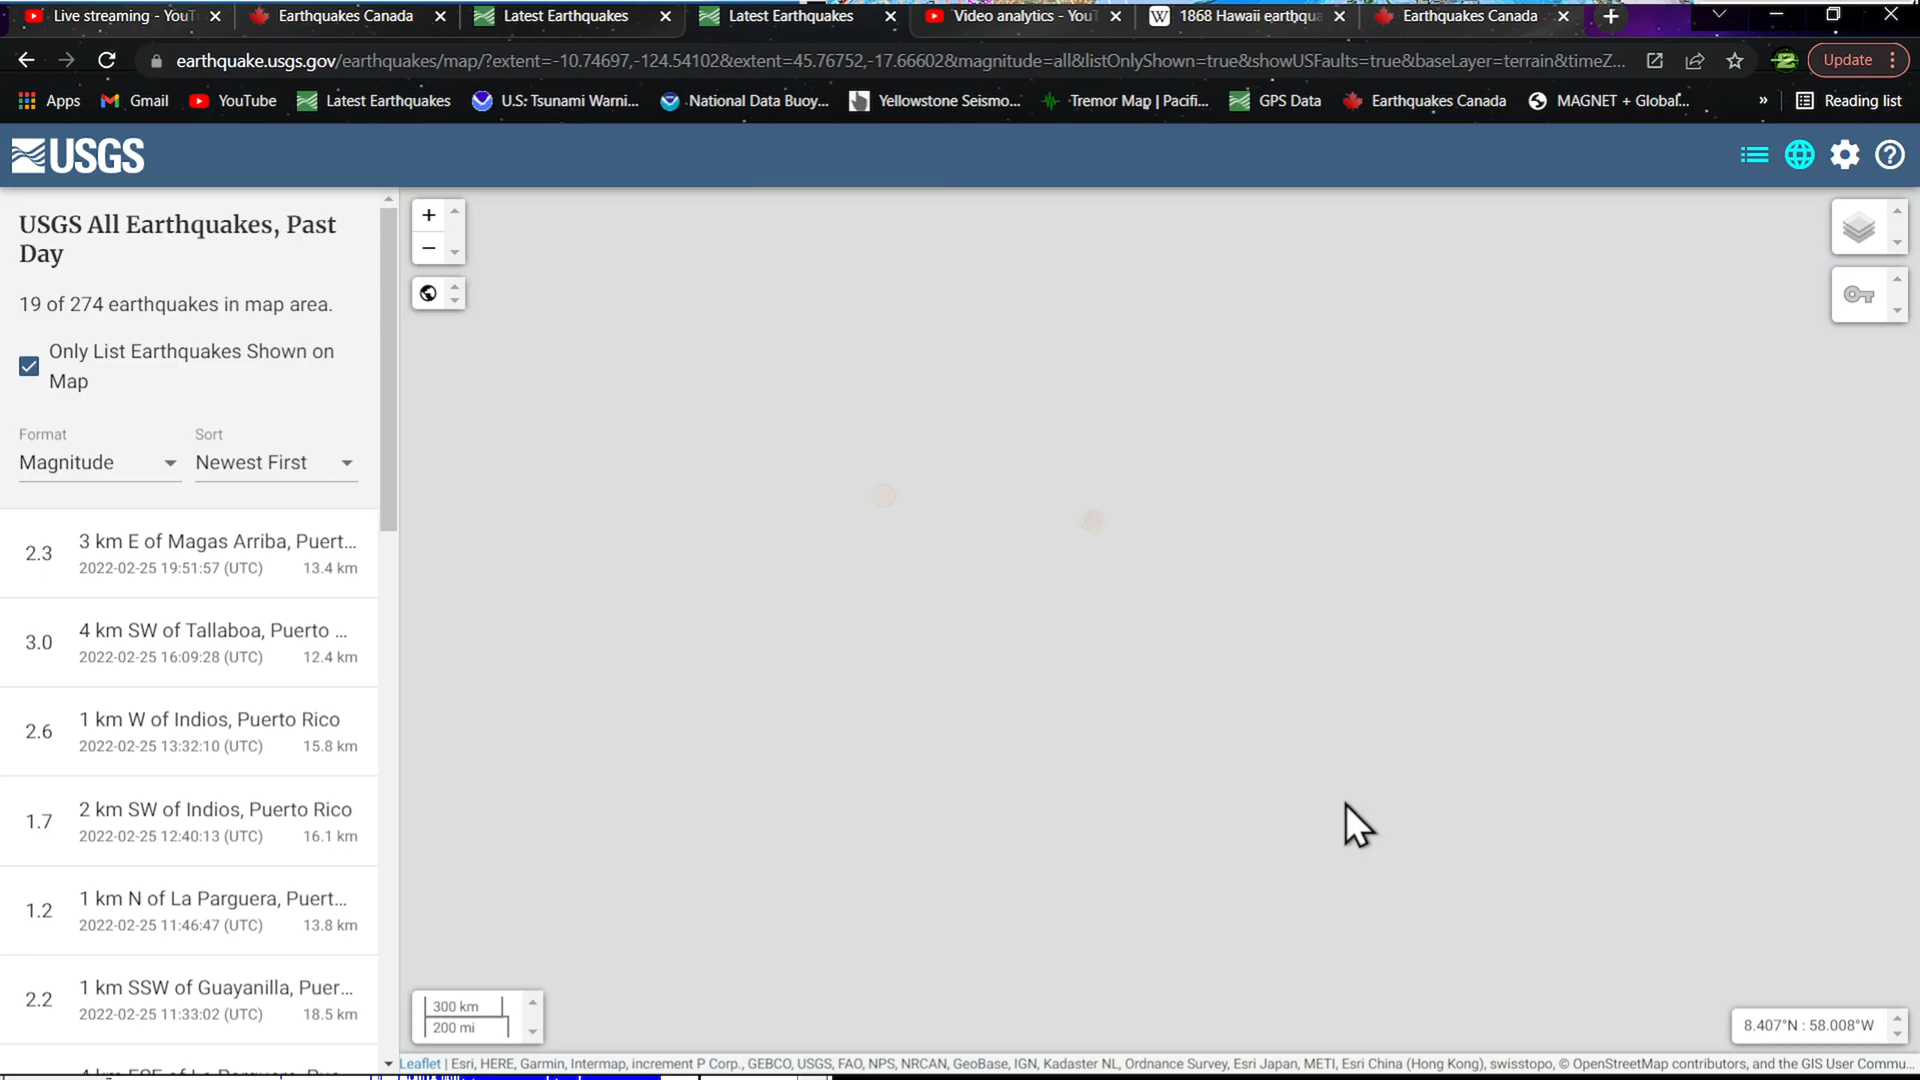 Live streaming - YouT
Earthquakes Canada
Latest Earthquakes
Latest Earthquakes
Video analytics - You
1868 Hawaii earthqua
Earthquakes Canada
earthquake.usgs.gov/earthquakes/map/?extent=-10.74697,-124.54102&extent=45.76752,-17.66602&magnitude=all&listOnlyShown=true&showUSFaults=true&baseLayer=terrain&timeZ...
Update
Apps
Gmail
YouTube
Latest Earthquakes
U.S. Tsunami Warni...
National Data Buoy...
Yellowstone Seismo...
Tremor Map | Pacifi...
GPS Data
Earthquakes Canada
MAGNET + Global...
»
Reading list
USGS
USGS All Earthquakes, Past
Day
19 of 274 earthquakes in map area.
Only List Earthquakes Shown on
Map
Format
Sort
Magnitude
Newest First
2.3
3 km E of Magas Arriba, Puert...
2022-02-25 19:51:57 (UTC)
13.4 km
3.0
4 km SW of Tallaboa, Puerto ...
2022-02-25 16:09:28 (UTC)
12.4 km
2.6
1 km W of Indios, Puerto Rico
2022-02-25 13:32:10 (UTC)
15.8 km
1.7
2 km SW of Indios, Puerto Rico
2022-02-25 12:40:13 (UTC)
16.1 km
1.2
1 km N of La Parguera, Puert...
2022-02-25 11:46:47 (UTC)
13.8 km
2.2
1 km SSW of Guayanilla, Puer...
2022-02-25 11:33:02 (UTC)
18.5 km
+
−
300 km
200 mi
8.407°N : 58.008°W
Leaflet | Esri, HERE, Garmin, Intermap, increment P Corp., GEBCO, USGS, FAO, NPS, NRCAN, GeoBase, IGN, Kadaster NL, Ordnance Survey, Esri Japan, METI, Esri China (Hong Kong), swisstopo, © OpenStreetMap contributors, and the GIS User Commu...